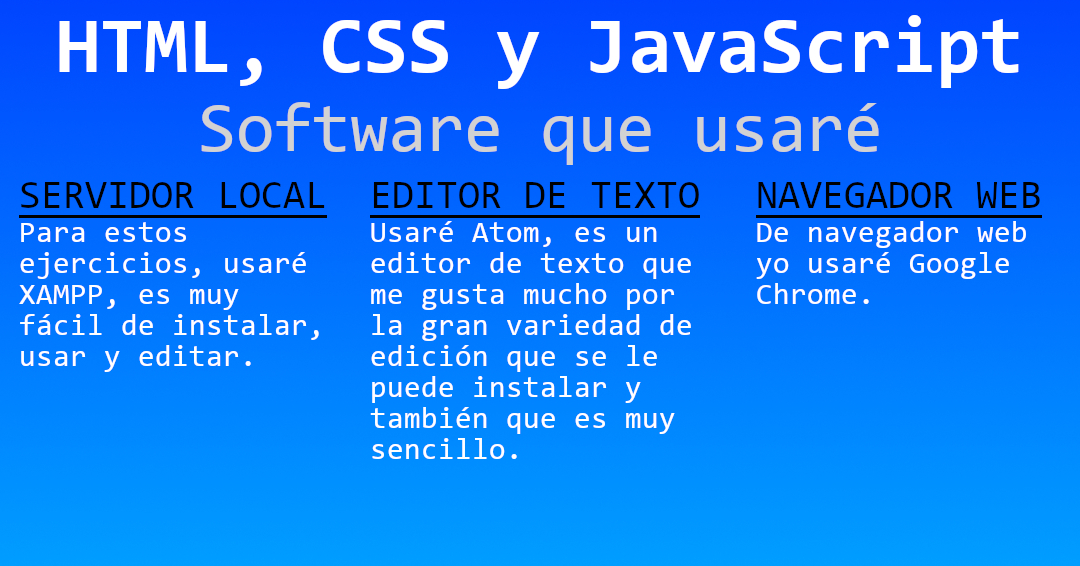 HTML, CSS y JavaScript
Software que usaré
SERVIDOR LOCAL
Para estos
ejercicios, usaré
XAMPP, es muy
fácil de instalar,
usar y editar.
EDITOR DE TEXTO
Usaré Atom, es un
editor de texto que
me gusta mucho por
la gran variedad de
edición que se le
puede instalar y
también que es muy
sencillo.
NAVEGADOR WEB
De navegador web
yo usaré Google
Chrome.